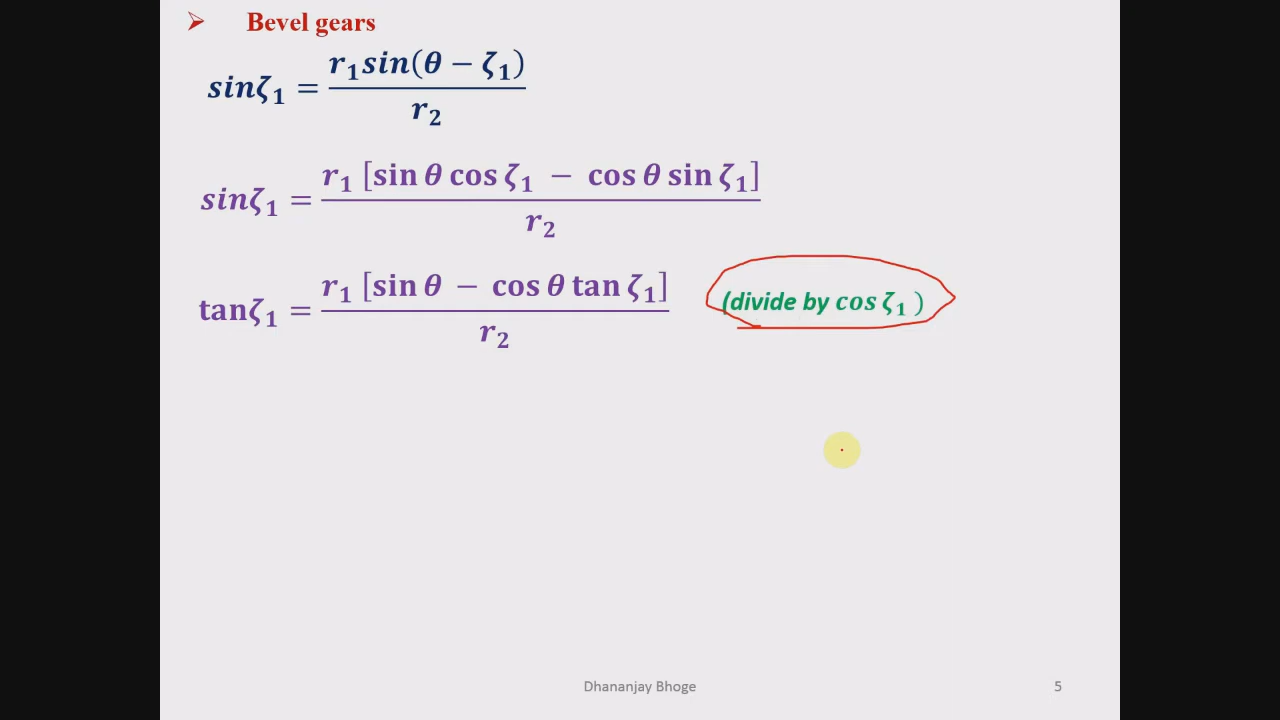 ➢ Bevel gears
sinζ₁ = r₁sin(θ − ζ₁) / r₂
sinζ₁ = r₁ [sin θ cos ζ₁ − cos θ sin ζ₁] / r₂
tanζ₁ = r₁ [sin θ − cos θ tan ζ₁] / r₂ (divide by cos ζ₁ )
Dhananjay Bhoge 5